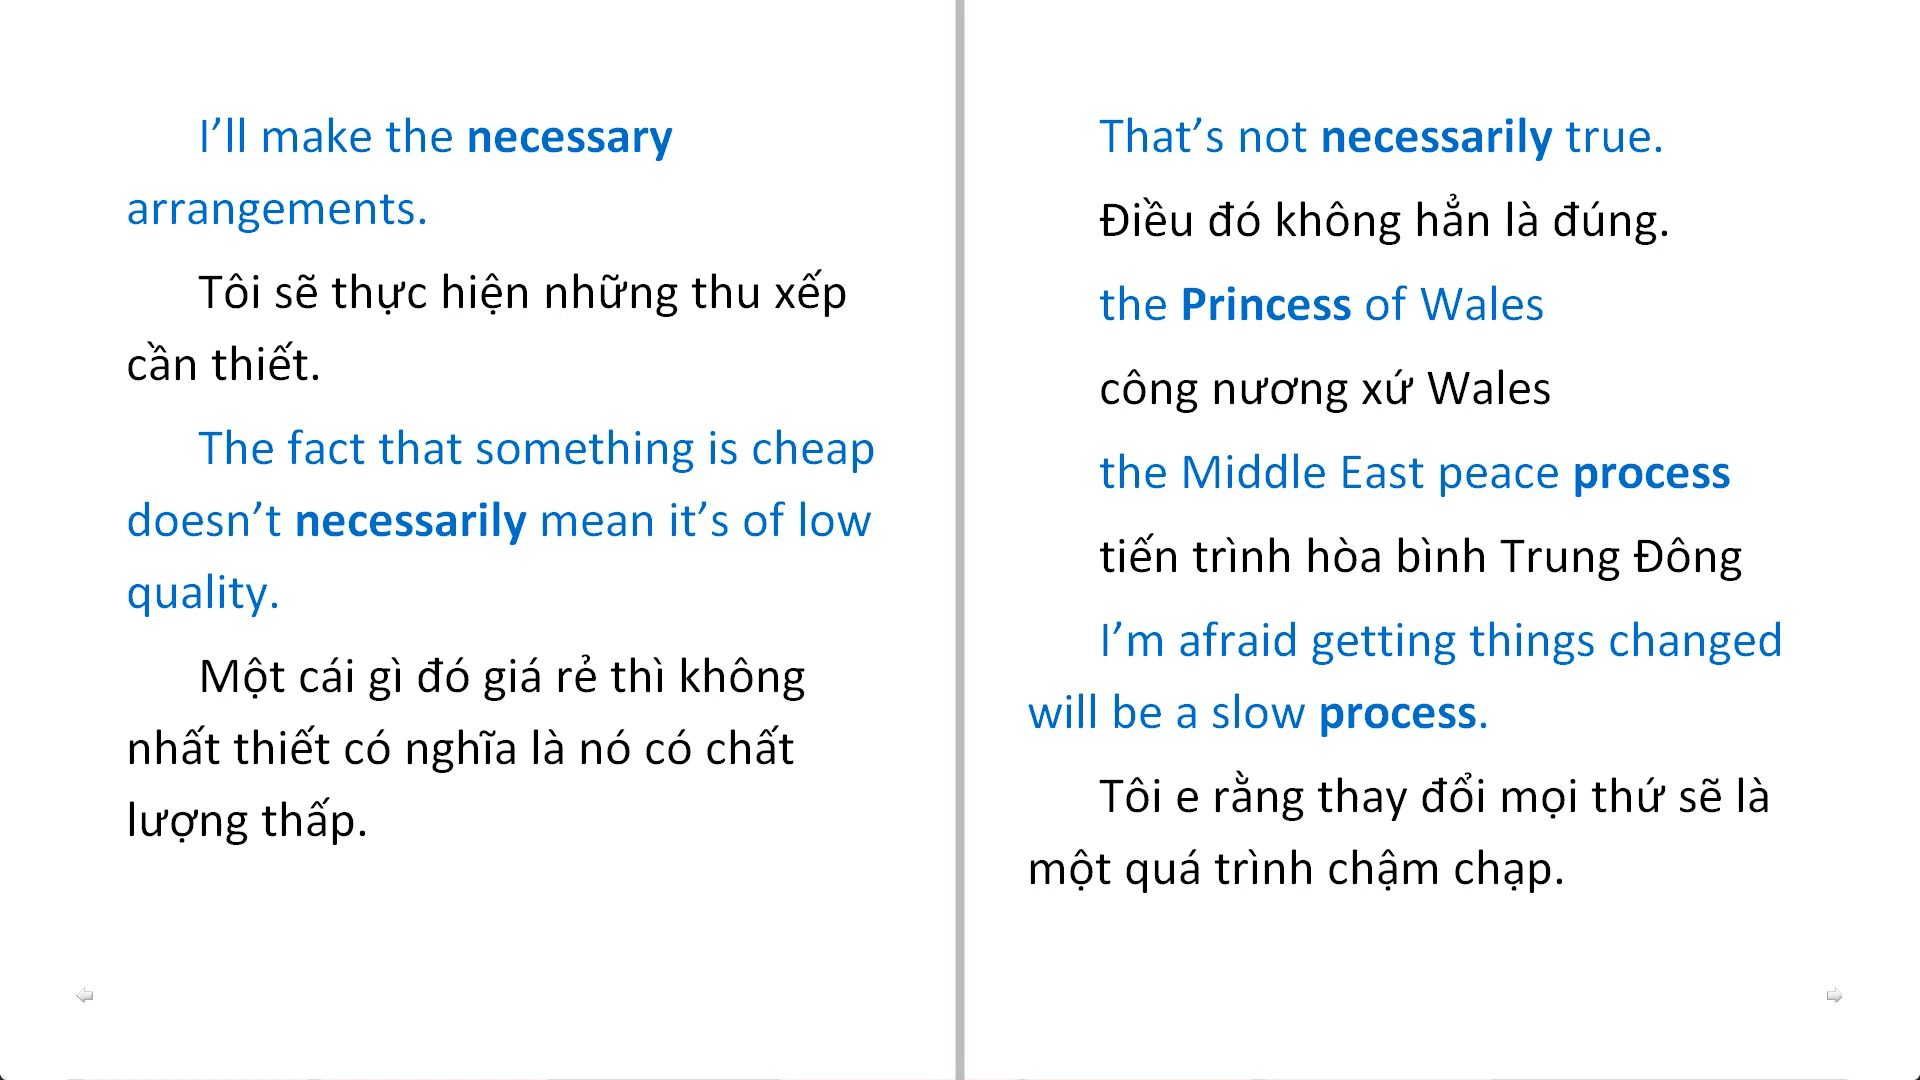 I’ll make the necessary
arrangements.
Tôi sẽ thực hiện những thu xếp
cần thiết.
The fact that something is cheap
doesn’t necessarily mean it’s of low
quality.
Một cái gì đó giá rẻ thì không
nhất thiết có nghĩa là nó có chất
lượng thấp.
That’s not necessarily true.
Điều đó không hẳn là đúng.
the Princess of Wales
công nương xứ Wales
the Middle East peace process
tiến trình hòa bình Trung Đông
I’m afraid getting things changed
will be a slow process.
Tôi e rằng thay đổi mọi thứ sẽ là
một quá trình chậm chạp.